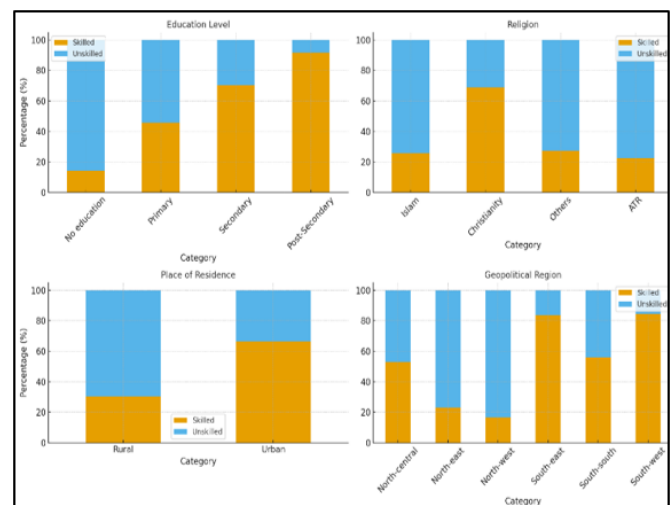 Education Level
Percentage (%)
100
80
60
40
20
0
Skilled
Unskilled
No education
Primary
Secondary
Post-Secondary
Category
Religion
100
80
60
40
20
0
Skilled
Unskilled
Islam
Christianity
Others
ATR
Category
Place of Residence
Percentage (%)
100
80
60
40
20
0
Skilled
Unskilled
Rural
Urban
Category
Geopolitical Region
100
80
60
40
20
0
Skilled
Unskilled
North-central
North-east
North-west
South-east
South-south
South-west
Category